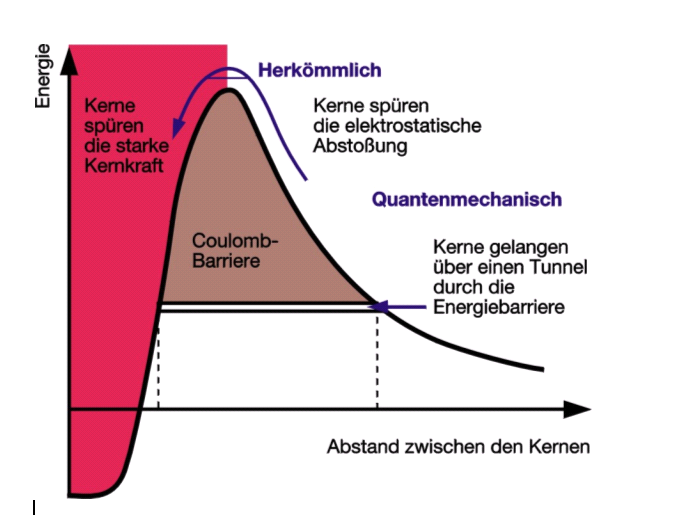 Energie
Herkömmlich
Kerne
spüren
die starke
Kernkraft
Kerne spüren
die elektrostatische
Abstoßung
Quantenmechanisch
Coulomb-
Barriere
Kerne gelangen
über einen Tunnel
durch die
Energiebarriere
Abstand zwischen den Kernen